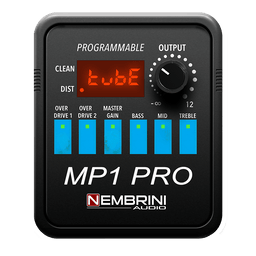 PROGRAMMABLE
OUTPUT
CLEAN
DIST
.tubE
-∞ 12
OVER DRIVE 1
OVER DRIVE 2
MASTER GAIN
BASS
MID
TREBLE
MP1 PRO
NEMBRINI
AUDIO